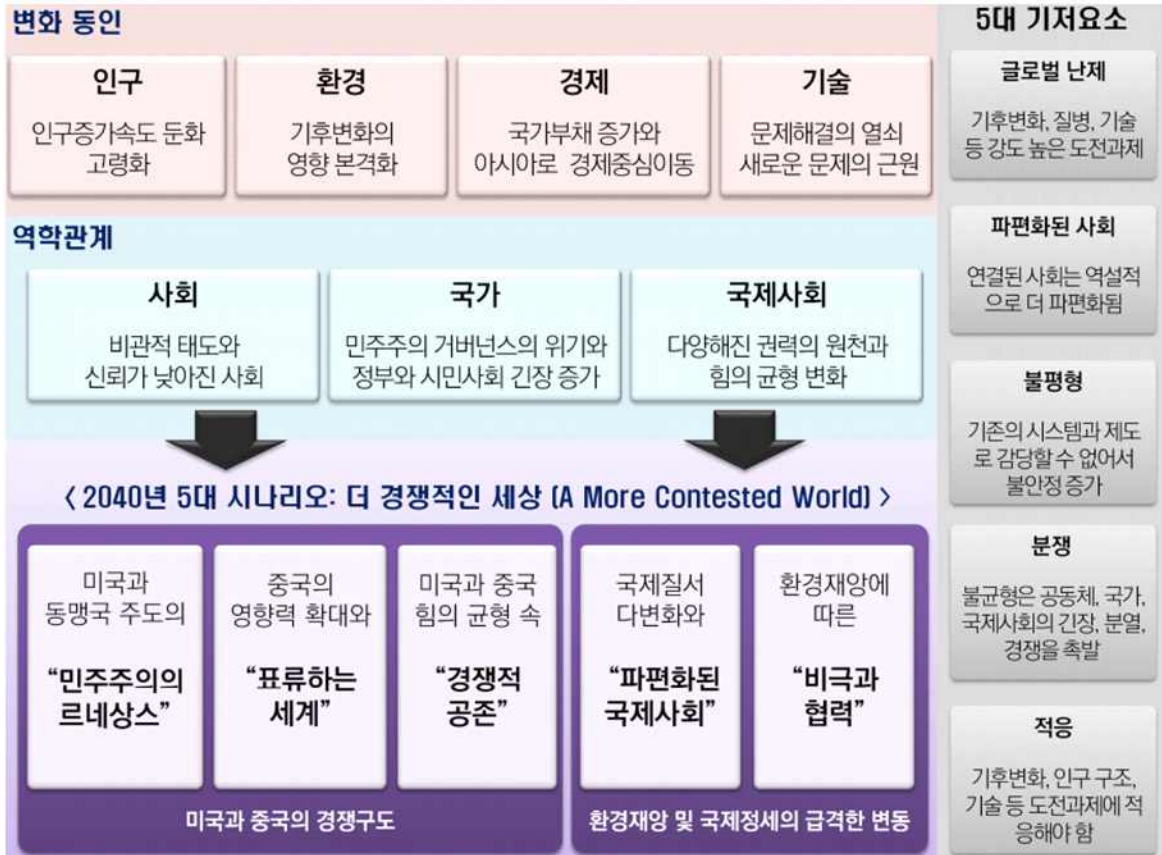 변화 동인
인구
인구증가속도 둔화
고령화
환경
기후변화의
영향 본격화
경제
국가부채 증가와
아시아로 경제중심이동
기술
문제해결의 열쇠
새로운 문제의 근원
역학관계
사회
비관적 태도와
신뢰가 낮아진 사회
국가
민주주의 거버넌스의 위기와
정부와 시민사회 긴장 증가
국제사회
다양해진 권력의 원천과
힘의 균형 변화
< 2040년 5대 시나리오: 더 경쟁적인 세상 (A More Contested World) >
미국과
동맹국 주도의
“민주주의의
르네상스”
중국의
영향력 확대와
“표류하는
세계”
미국과 중국
힘의 균형 속
“경쟁적
공존”
미국과 중국의 경쟁구도
국제질서
다변화와
“파편화된
국제사회”
환경재앙에
따른
“비극과
협력”
환경재앙 및 국제정세의 급격한 변동
5대 기저요소
글로벌 난제
기후변화, 질병, 기술
등 강도 높은 도전과제
파편화된 사회
연결된 사회는 역설적
으로 더 파편화됨
불평형
기존의 시스템과 제도
로 감당할 수 없어서
불안정 증가
분쟁
불균형은 공동체, 국가,
국제사회의 긴장, 분열,
경쟁을 촉발
적응
기후변화, 인구 구조,
기술 등 도전과제에 적
응해야 함